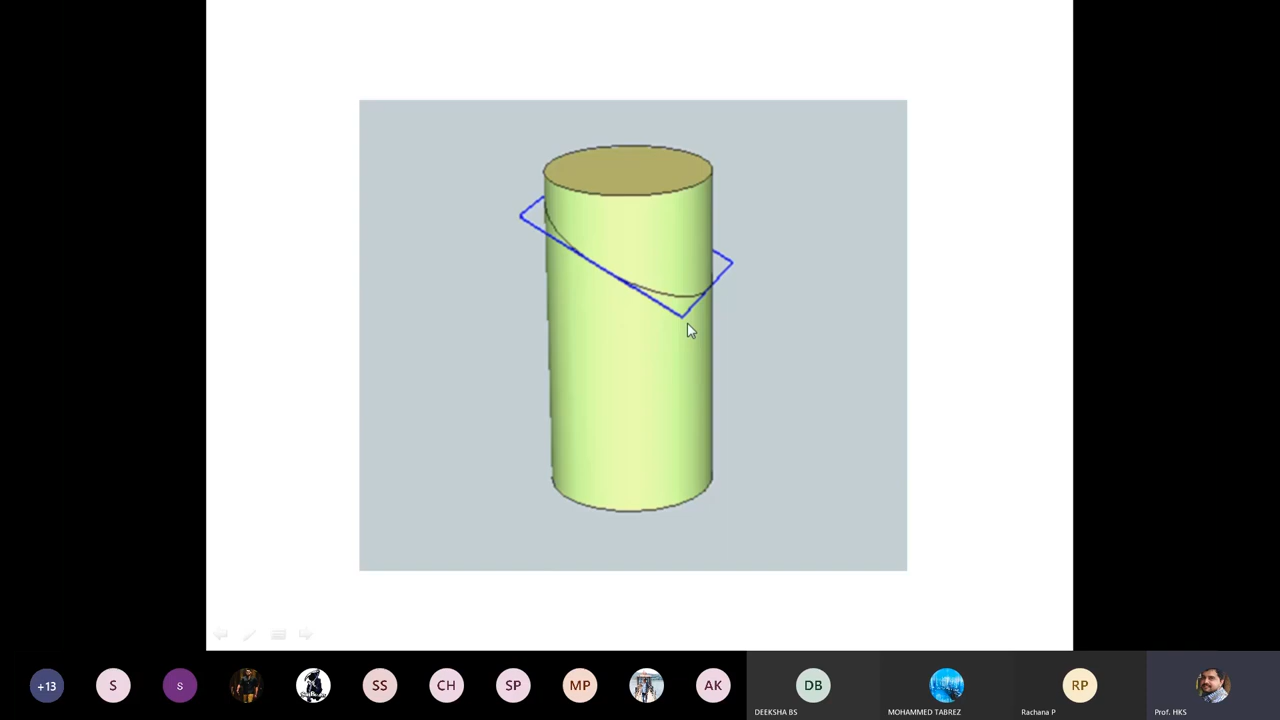 +13
S
s
SS
CH
SP
MP
AK
DB
DEEKSHA BS
MOHAMMED TABREZ
RP
Rachana P
Prof. HKS